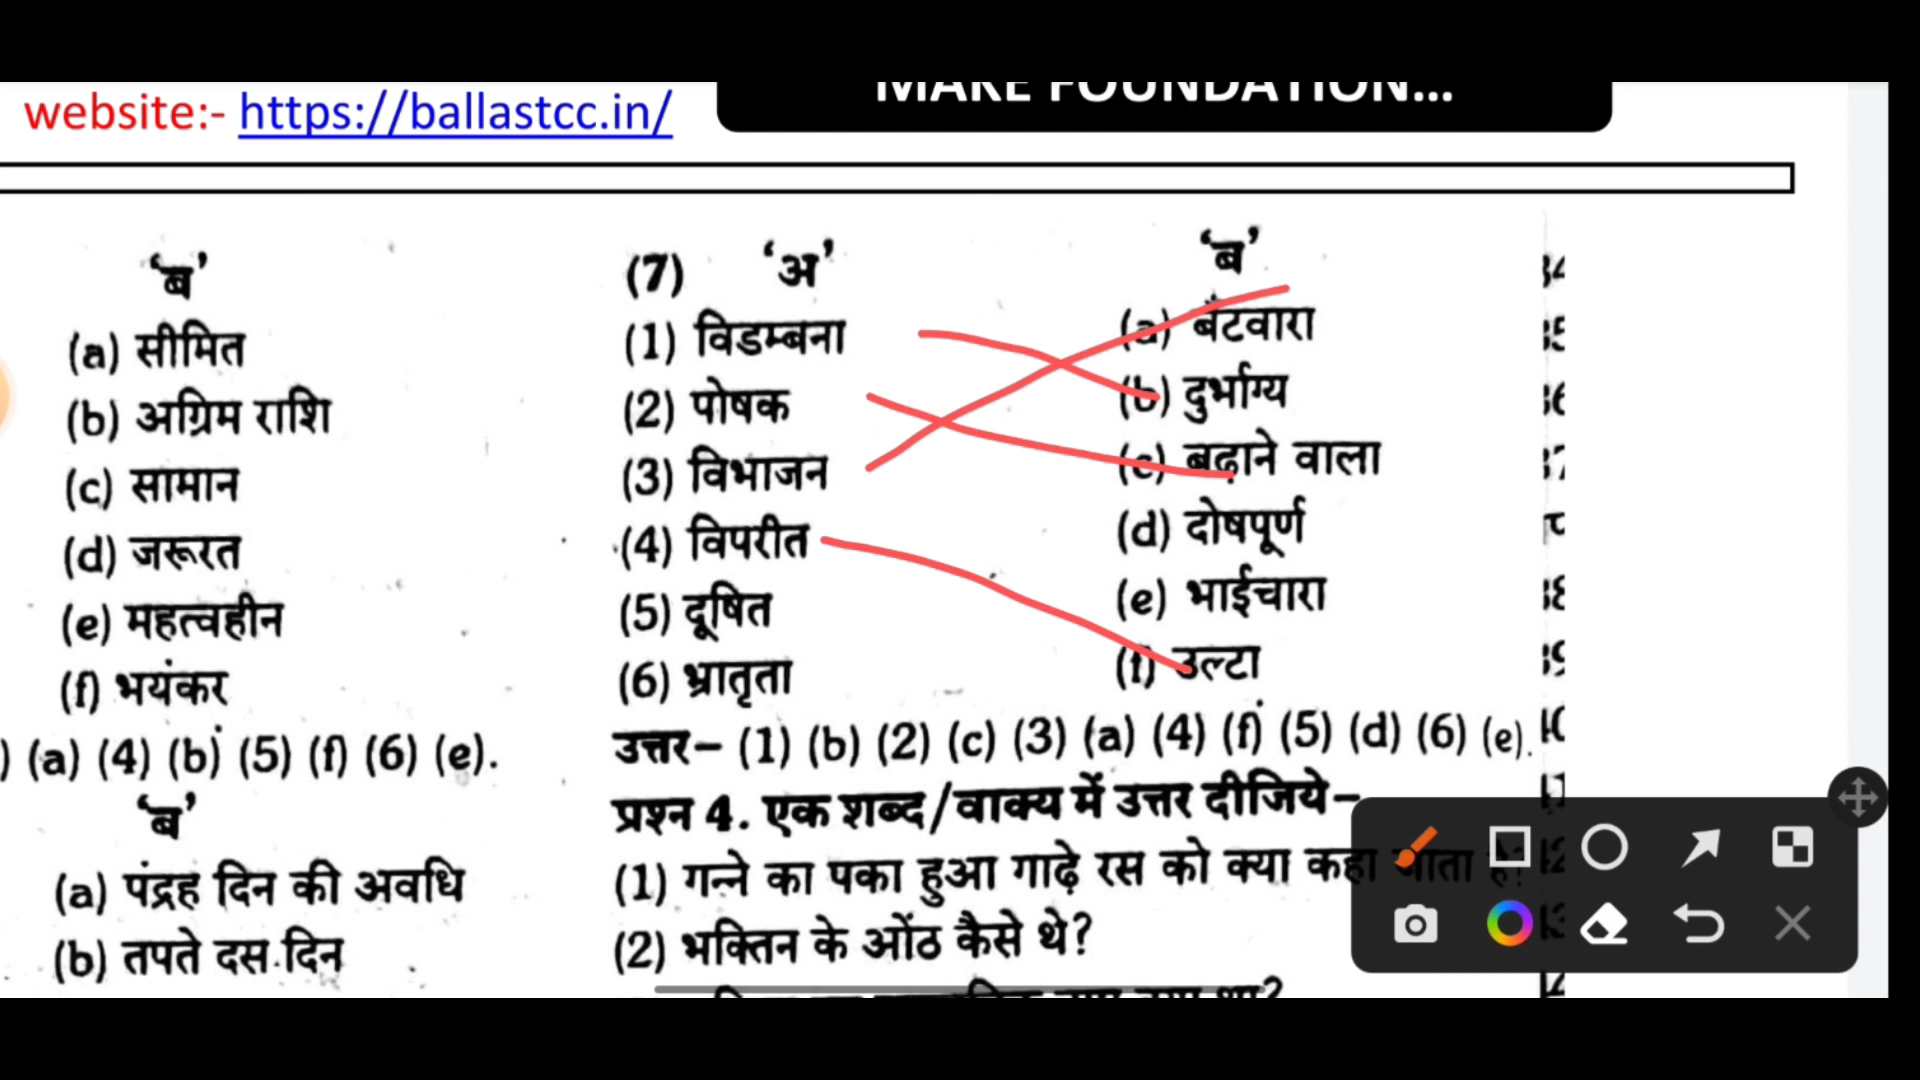 MAKE FOUNDATION...
website:- https://ballastcc.in/
‘ब’
(a) सीमित
(b) अग्रिम राशि
(c) सामान
(d) जरूरत
(e) महत्वहीन
(f) भयंकर
) (a) (4) (b) (5) (f) (6) (e).
‘ब’
(a) पंद्रह दिन की अवधि
(b) तपते दस दिन
(7) ‘अ’ ‘ब’
(1) विडम्बना (a) बँटवारा
(2) पोषक (b) दुर्भाग्य
(3) विभाजन (c) बढ़ाने वाला
(4) विपरीत (d) दोषपूर्ण
(5) दूषित (e) भाईचारा
(6) भ्रातृता (f) उल्टा
उत्तर– (1) (b) (2) (c) (3) (a) (4) (f) (5) (d) (6) (e).
प्रश्न 4. एक शब्द/वाक्य में उत्तर दीजिये–
(1) गन्ने का पका हुआ गाढ़े रस को क्या कहा जाता है?
(2) भक्तिन के ओंठ कैसे थे?